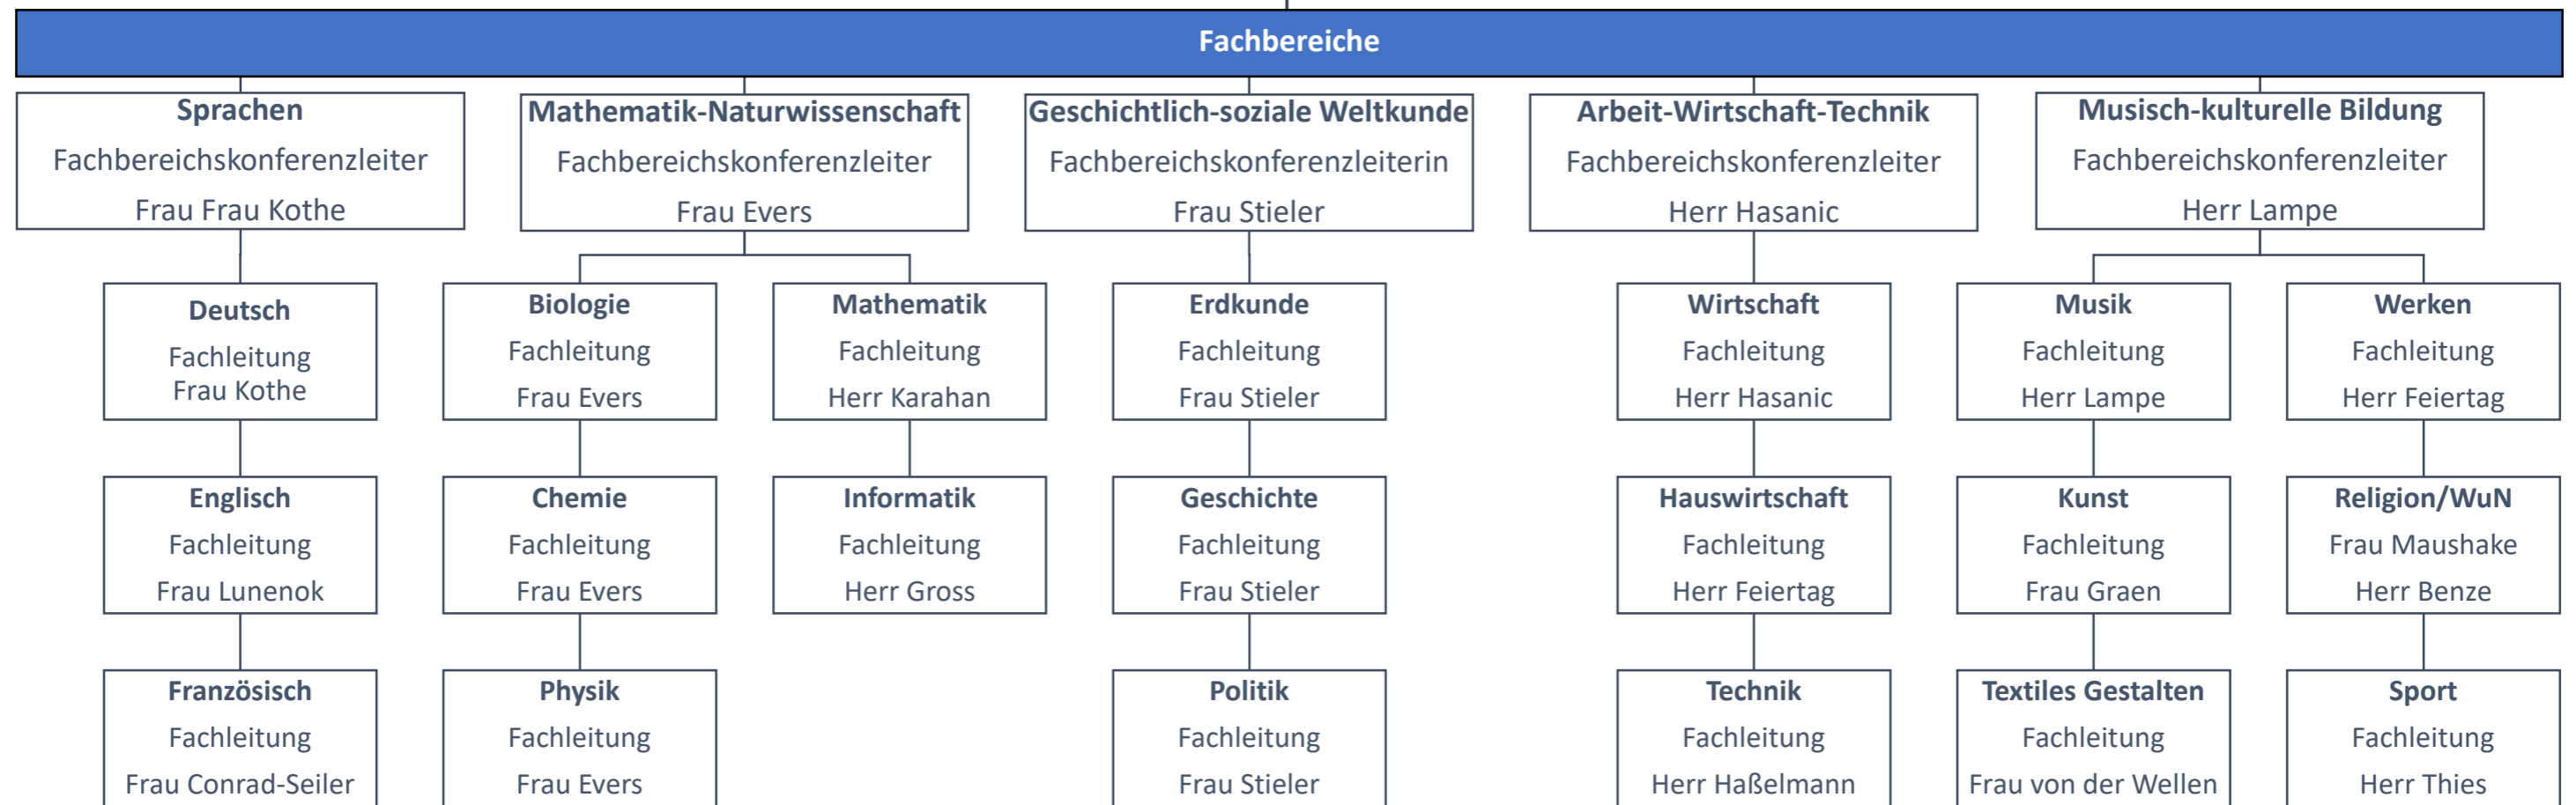 Fachbereiche
Sprachen
Fachbereichskonferenzleiter
Frau Frau Kothe
Mathematik-Naturwissenschaft
Fachbereichskonferenzleiter
Frau Evers
Geschichtlich-soziale Weltkunde
Fachbereichskonferenzleiterin
Frau Stieler
Arbeit-Wirtschaft-Technik
Fachbereichskonferenzleiter
Herr Hasanic
Musisch-kulturelle Bildung
Fachbereichskonferenzleiter
Herr Lampe
Deutsch
Fachleitung
Frau Kothe
Biologie
Fachleitung
Frau Evers
Mathematik
Fachleitung
Herr Karahan
Erdkunde
Fachleitung
Frau Stieler
Wirtschaft
Fachleitung
Herr Hasanic
Musik
Fachleitung
Herr Lampe
Werken
Fachleitung
Herr Feiertag
Englisch
Fachleitung
Frau Lunenok
Chemie
Fachleitung
Frau Evers
Informatik
Fachleitung
Herr Gross
Geschichte
Fachleitung
Frau Stieler
Hauswirtschaft
Fachleitung
Herr Feiertag
Kunst
Fachleitung
Frau Graen
Religion/WuN
Frau Maushake
Herr Benze
Französisch
Fachleitung
Frau Conrad-Seiler
Physik
Fachleitung
Frau Evers
Politik
Fachleitung
Frau Stieler
Technik
Fachleitung
Herr Haßelmann
Textiles Gestalten
Fachleitung
Frau von der Wellen
Sport
Fachleitung
Herr Thies